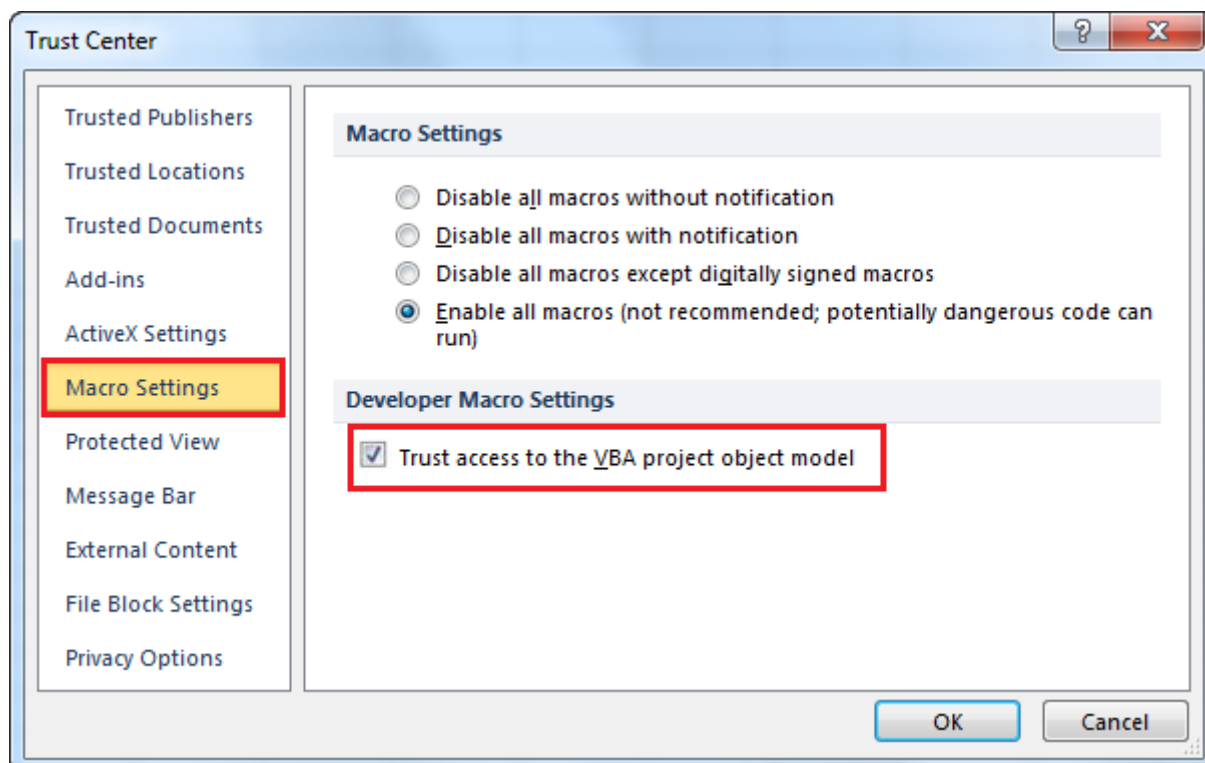 Trust Center
Trusted Publishers
Trusted Locations
Trusted Documents
Add-ins
ActiveX Settings
Macro Settings
Protected View
Message Bar
External Content
File Block Settings
Privacy Options
Macro Settings
Disable all macros without notification
Disable all macros with notification
Disable all macros except digitally signed macros
Enable all macros (not recommended; potentially dangerous code can
run)
Developer Macro Settings
Trust access to the VBA project object model
OK
Cancel